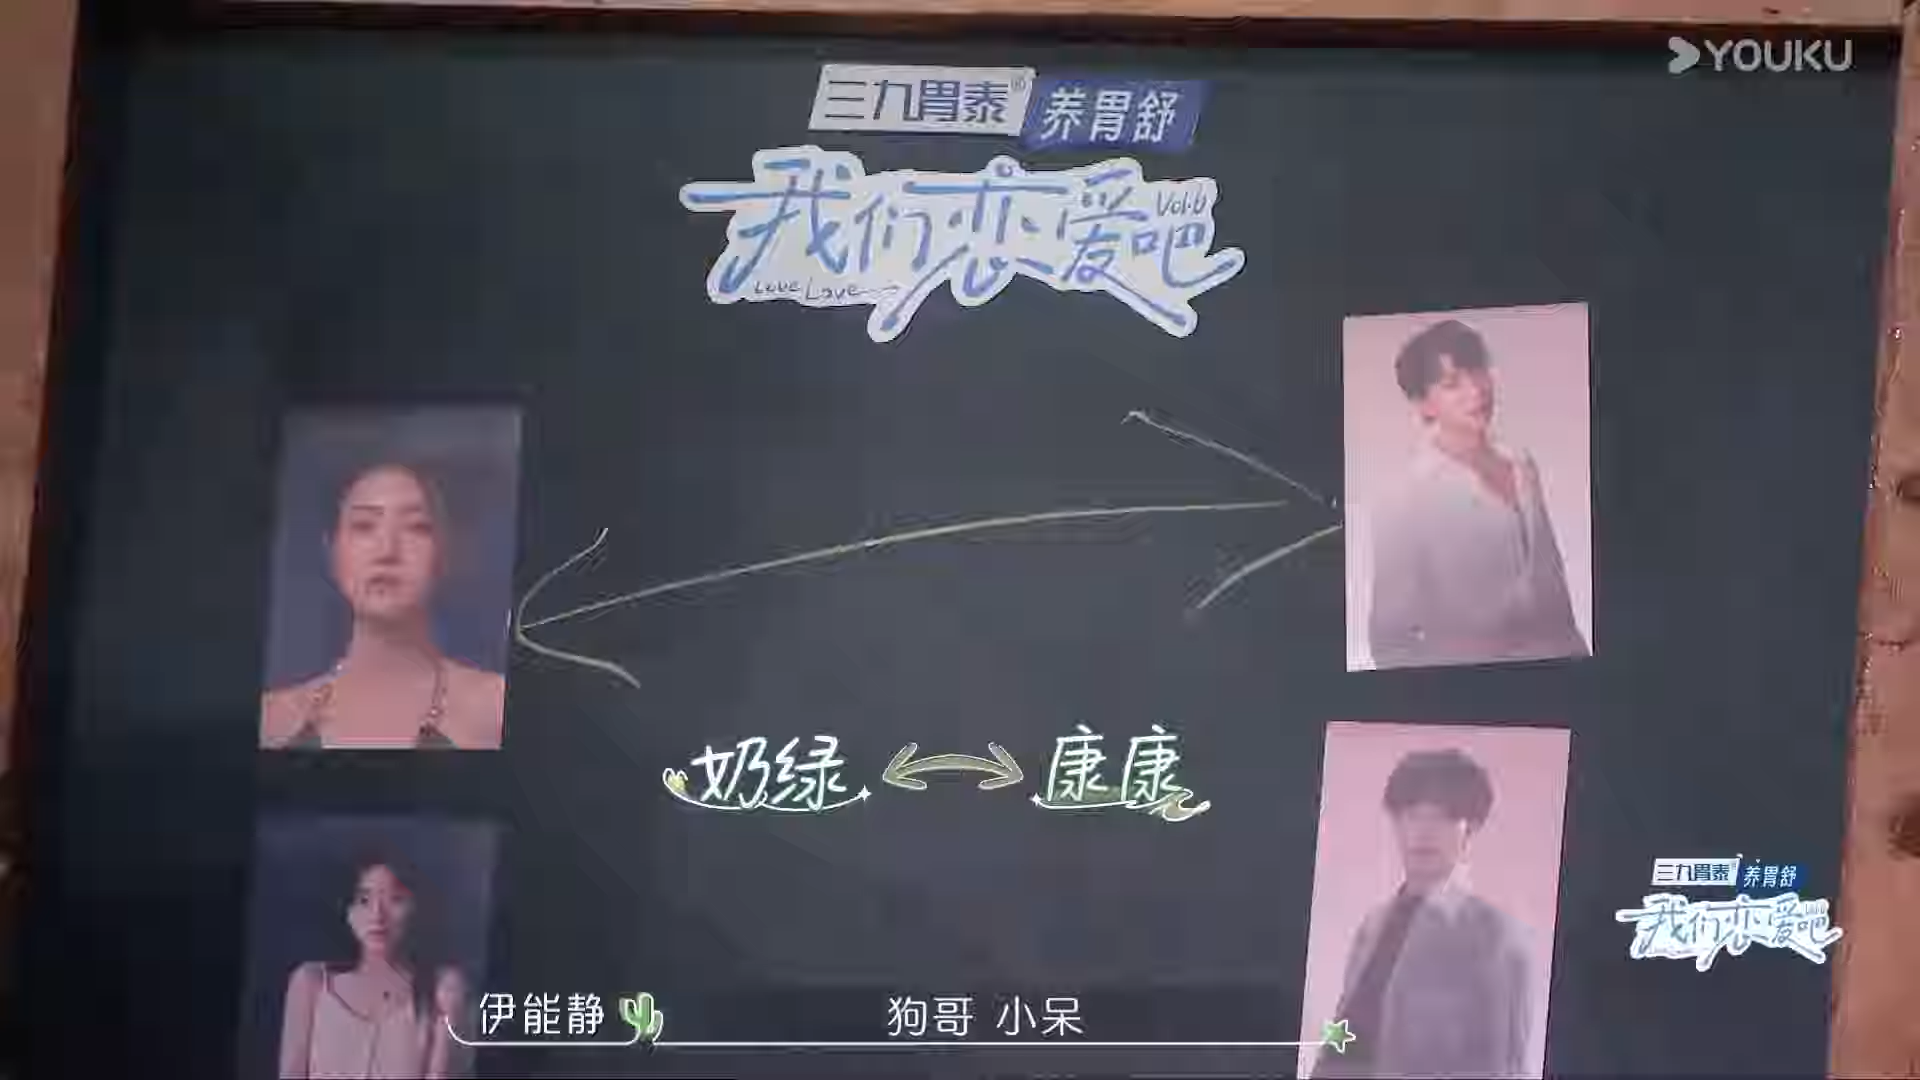 YOUKU
三九胃泰® 养胃舒
我们恋爱吧
Love Love
奶绿 康康
三九胃泰 养胃舒
我们恋爱吧
伊能静 狗哥 小呆